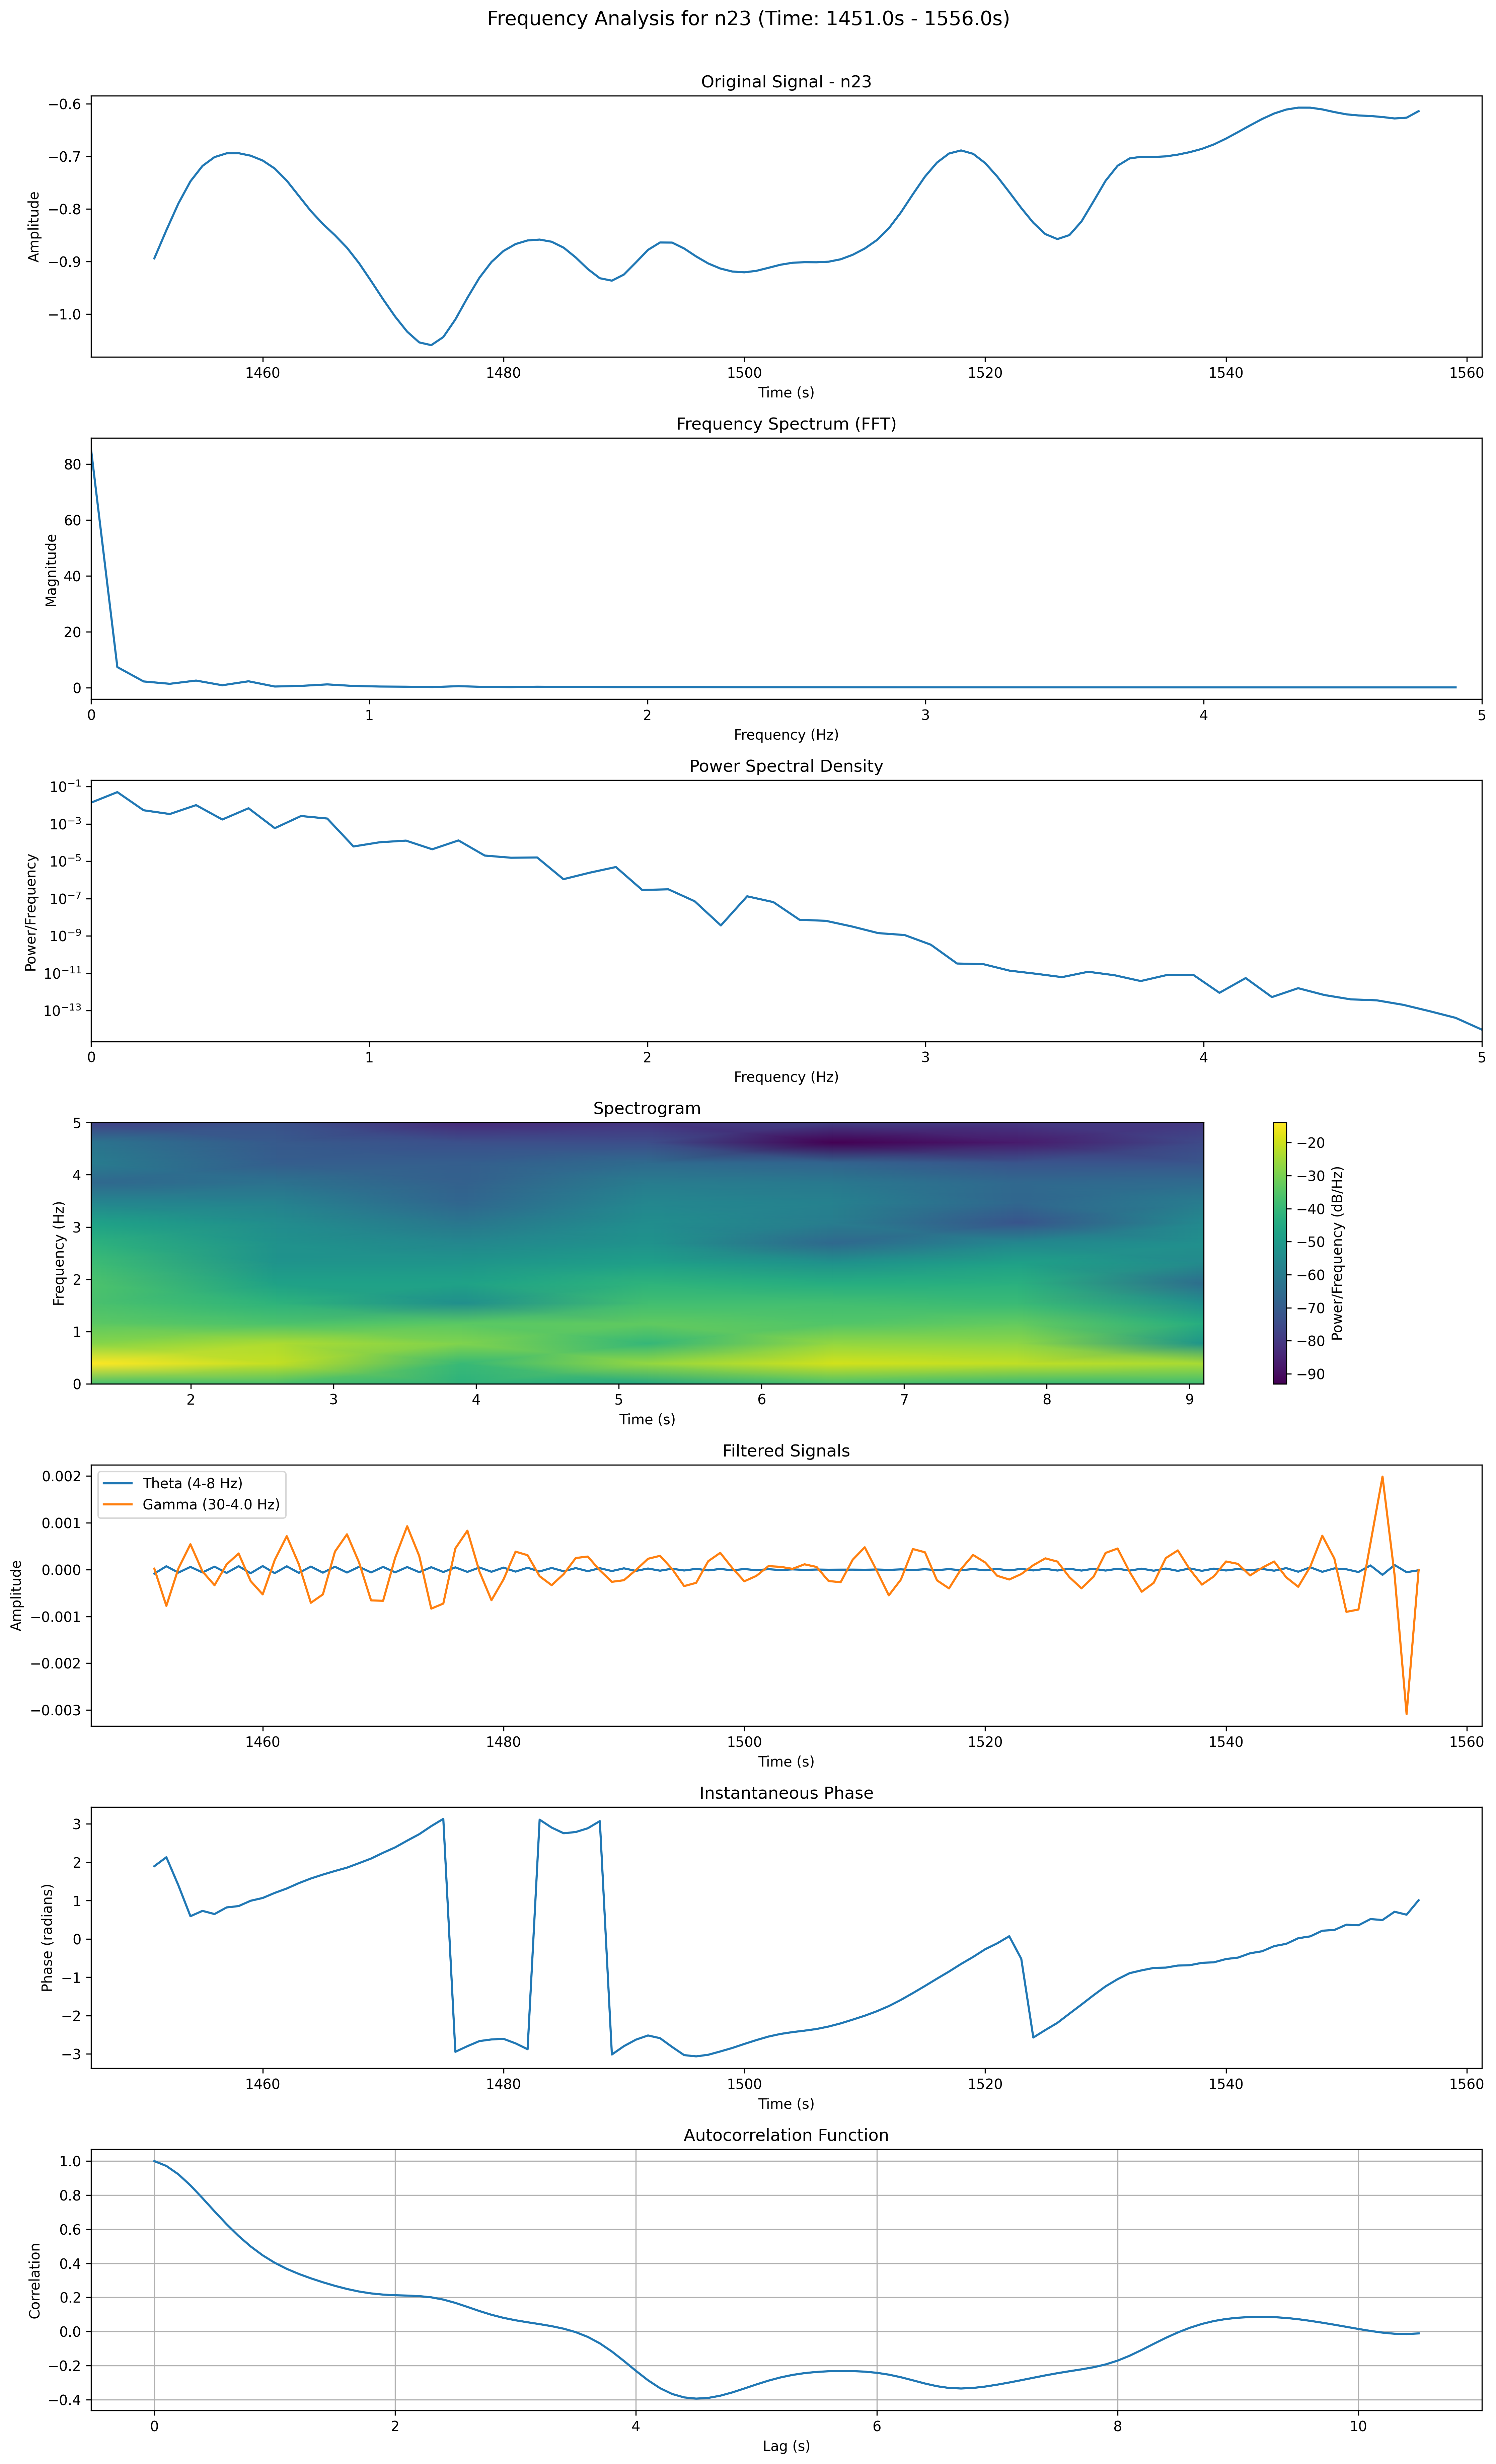 Frequency Analysis for n23 (Time: 1451.0s - 1556.0s)
Original Signal - n23
Amplitude
−0.6
−0.7
−0.8
−0.9
−1.0
1460 1480 1500 1520 1540 1560
Time (s)
Frequency Spectrum (FFT)
Magnitude
80
60
40
20
0
0 1 2 3 4 5
Frequency (Hz)
Power Spectral Density
Power/Frequency
10⁻¹
10⁻³
10⁻⁵
10⁻⁷
10⁻⁹
10⁻¹¹
10⁻¹³
0 1 2 3 4 5
Frequency (Hz)
Spectrogram
Frequency (Hz)
5
4
3
2
1
0
2 3 4 5 6 7 8 9
Time (s)
−20
−30
−40
−50
−60
−70
−80
−90
Power/Frequency (dB/Hz)
Filtered Signals
Theta (4-8 Hz)
Gamma (30-4.0 Hz)
Amplitude
0.002
0.001
0.000
−0.001
−0.002
−0.003
1460 1480 1500 1520 1540 1560
Time (s)
Instantaneous Phase
Phase (radians)
3
2
1
0
−1
−2
−3
1460 1480 1500 1520 1540 1560
Time (s)
Autocorrelation Function
Correlation
1.0
0.8
0.6
0.4
0.2
0.0
−0.2
−0.4
0 2 4 6 8 10
Lag (s)